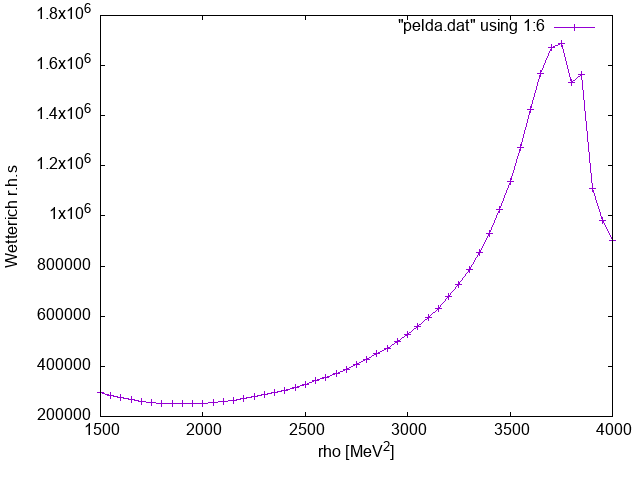 1.8x10^6
"pelda.dat" using 1:6
1.6x10^6
1.4x10^6
1.2x10^6
1x10^6
800000
600000
400000
200000
Wetterich r.h.s
1500 2000 2500 3000 3500 4000
rho [MeV^2]